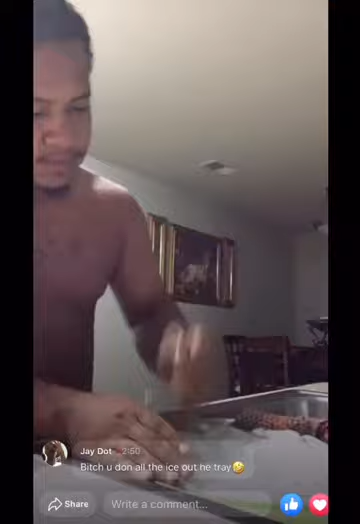 Jay Dot 2:50
Bitch u don all the ice out he tray🤣
Share
Write a comment...